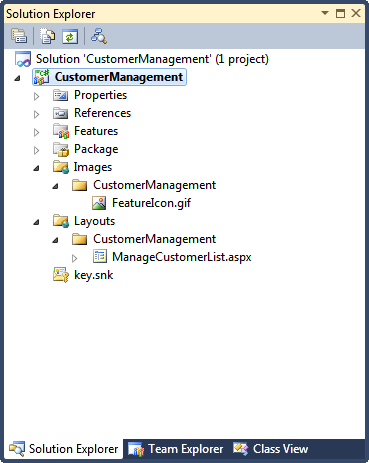 Solution Explorer
Solution 'CustomerManagement' (1 project)
CustomerManagement
Properties
References
Features
Package
Images
CustomerManagement
FeatureIcon.gif
Layouts
CustomerManagement
ManageCustomerList.aspx
key.snk
Solution Explorer Team Explorer Class View